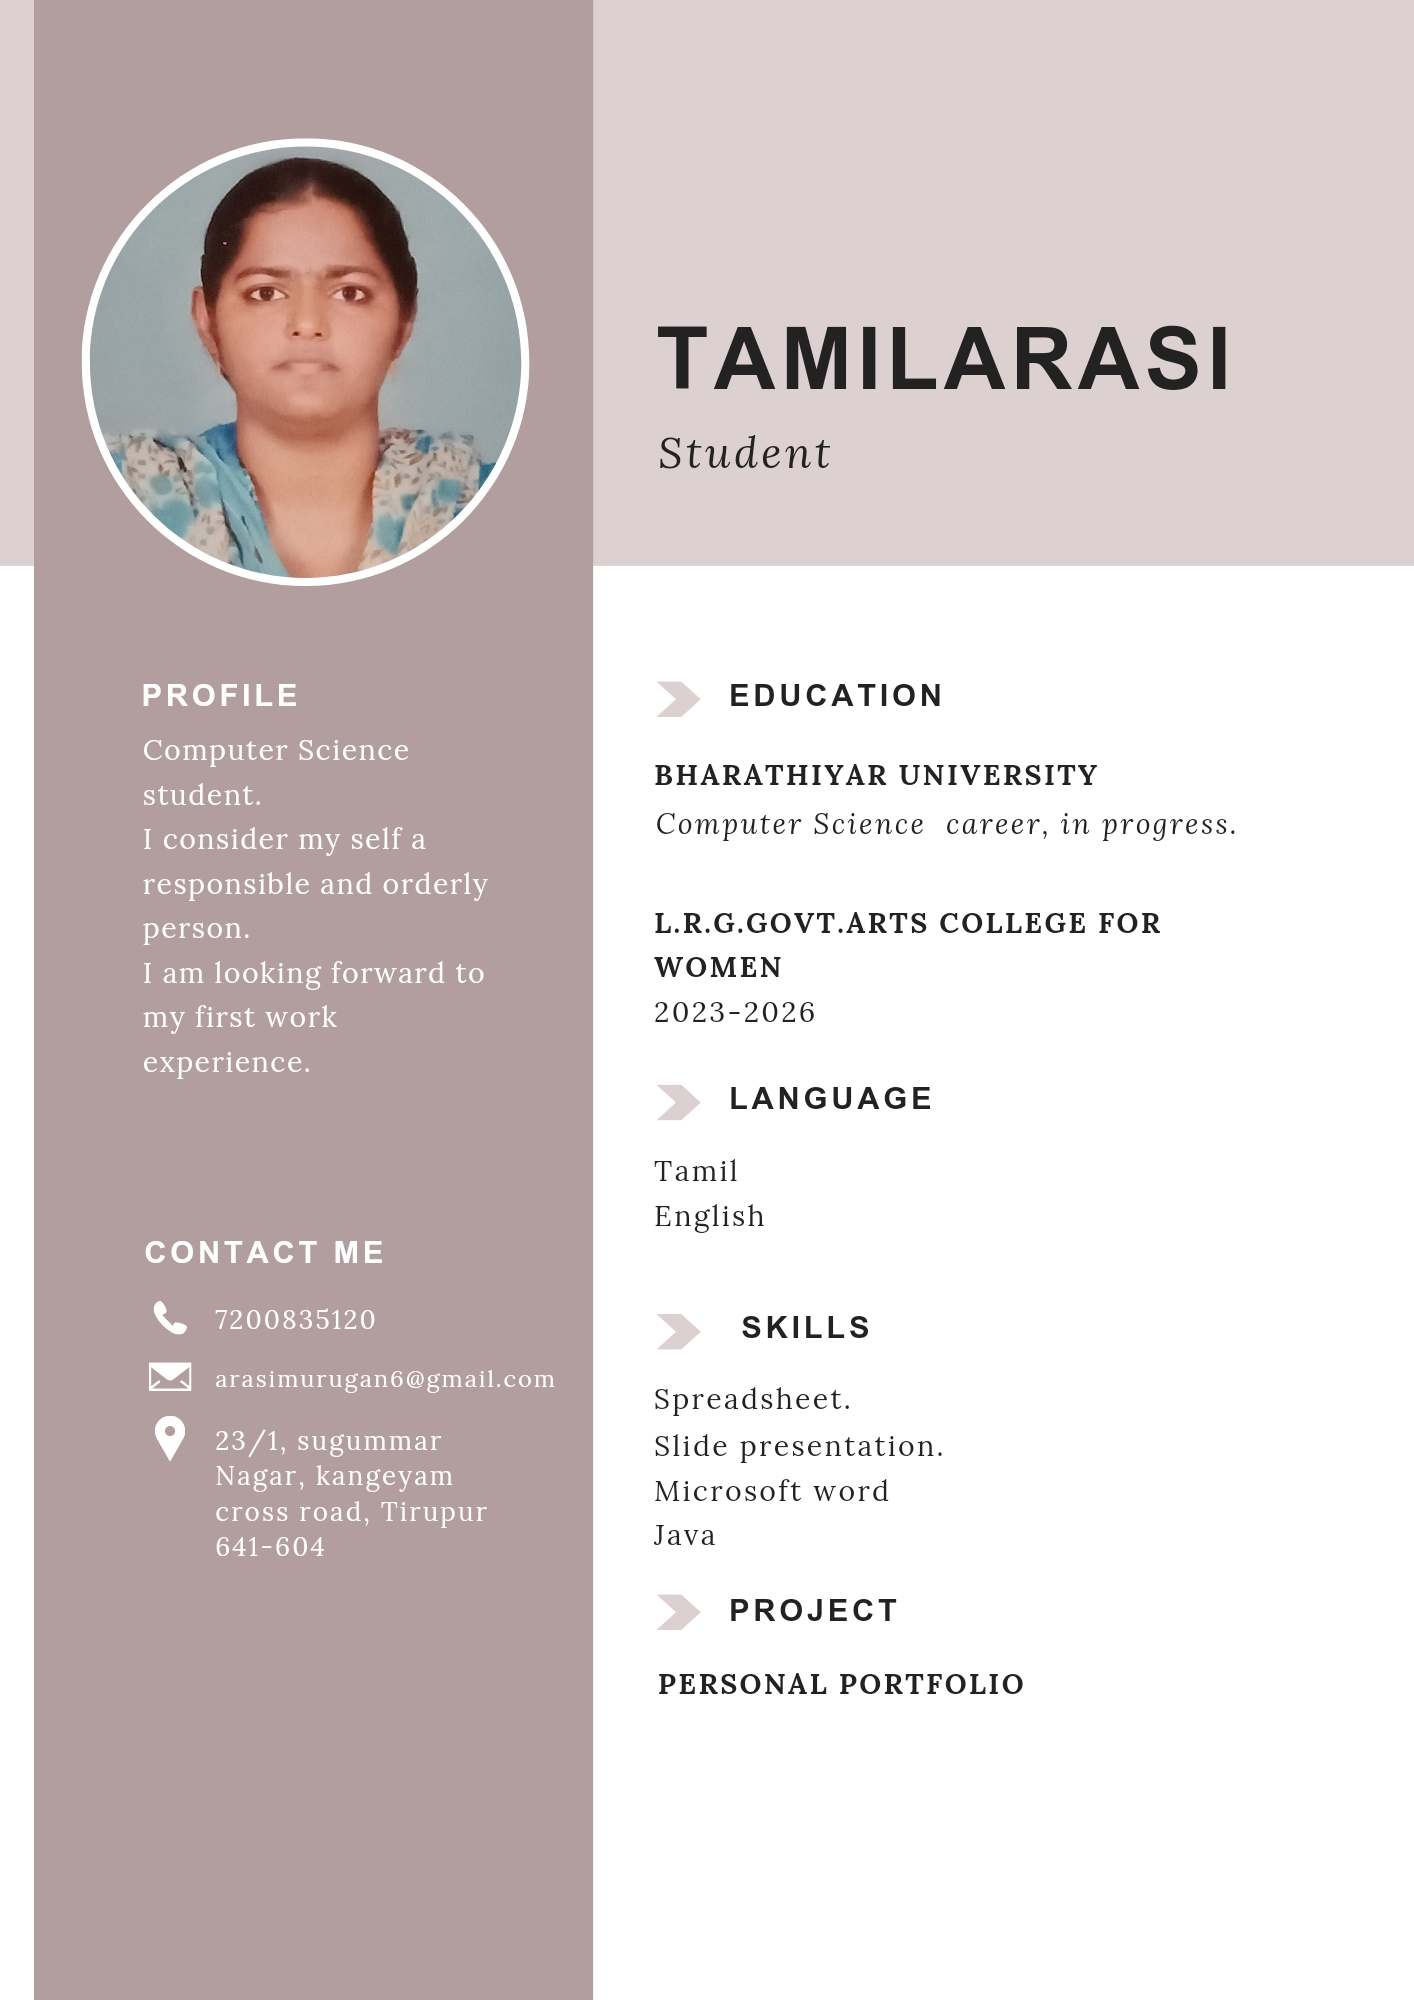 TAMILARASI
Student
PROFILE
Computer Science
student.
I consider my self a
responsible and orderly
person.
I am looking forward to
my first work
experience.
CONTACT ME
7200835120
arasimurugan6@gmail.com
23/1, sugummar
Nagar, kangeyam
cross road, Tirupur
641-604
EDUCATION
BHARATHIYAR UNIVERSITY
Computer Science  career, in progress.
L.R.G.GOVT.ARTS COLLEGE FOR
WOMEN
2023-2026
LANGUAGE
Tamil
English
SKILLS
Spreadsheet.
Slide presentation.
Microsoft word
Java
PROJECT
PERSONAL PORTFOLIO